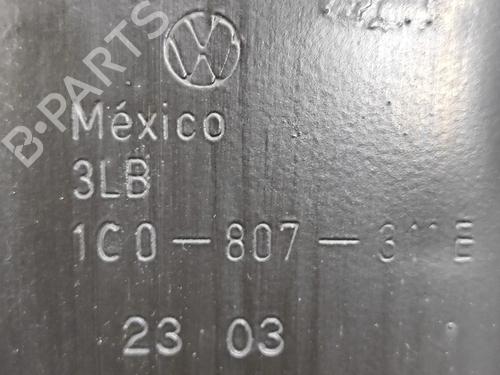 B-PARTS
México
3LB
1C0-807-
23 03